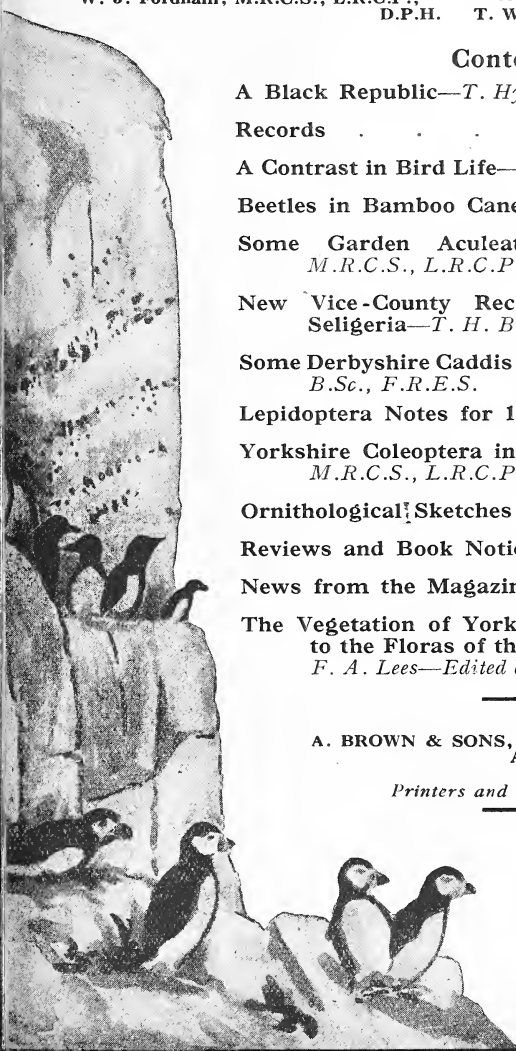 W. J. Fordham, M.R.C.S., L.R.C.P.,
D.P.H. T. W
Conte
A Black Republic—T. Hy
Records . . .
A Contrast in Bird Life—
Beetles in Bamboo Cane
Some Garden Aculeat
M.R.C.S., L.R.C.P
New Vice-County Rec
Seligeria—T. H. B
Some Derbyshire Caddis
B.Sc., F.R.E.S.
Lepidoptera Notes for 1
Yorkshire Coleoptera in
M.R.C.S., L.R.C.P
Ornithological Sketches
Reviews and Book Notic
News from the Magazin
The Vegetation of York
to the Floras of th
F. A. Lees—Edited
A. BROWN & SONS,
A
Printers and